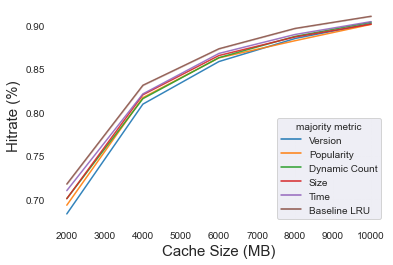 0.90
0.85
0.80
0.75
0.70
Hitrate (%)
2000 3000 4000 5000 6000 7000 8000 9000 10000
Cache Size (MB)
majority metric
Version
Popularity
Dynamic Count
Size
Time
Baseline LRU